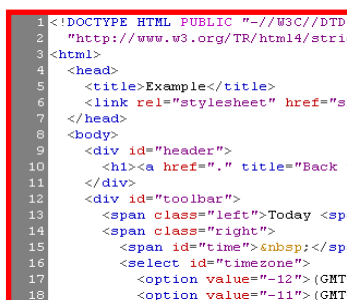 1 <!DOCTYPE HTML PUBLIC "-//W3C//DTD
2 "http://www.w3.org/TR/html4/stri
3 <html>
4 <head>
5 <title>Example</title>
6 <link rel="stylesheet" href="s
7 </head>
8 <body>
9 <div id="header">
10 <h1><a href="." title="Back
11 </div>
12 <div id="toolbar">
13 <span class="left">Today <sp
14 <span class="right">
15 <span id="time">&nbsp;</sp
16 <select id="timezone">
17 <option value="-12">(GMT
18 <option value="-11">(GMT